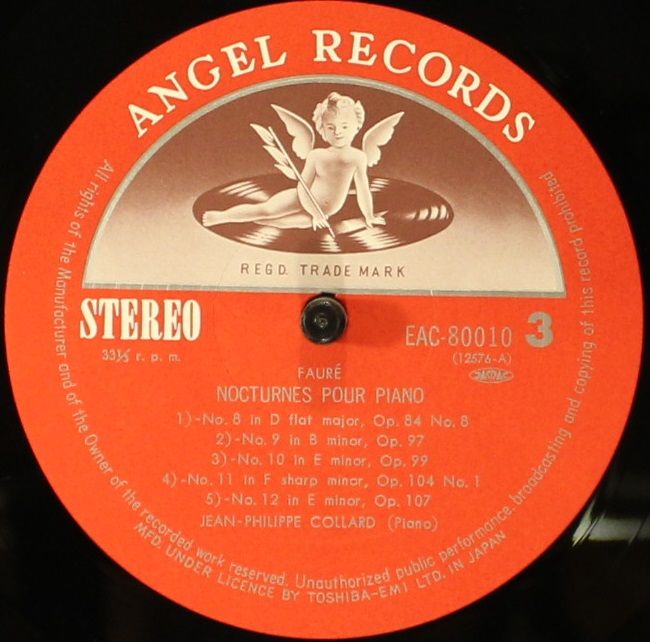 ANGEL RECORDS
REGD. TRADE MARK
STEREO
33⅓ r. p. m.
EAC-80010 3
(12576-A)
JASRAC
FAURÉ
NOCTURNES POUR PIANO
1)-No. 8 in D flat major, Op. 84 No. 8
2)-No. 9 in B minor, Op. 97
3)-No. 10 in E minor, Op. 99
4)-No. 11 in F sharp minor, Op. 104 No. 1
5)-No. 12 in E minor, Op. 107
JEAN-PHILIPPE COLLARD (Piano)
All rights of the Manufacturer and of the Owner of the recorded work reserved. Unauthorized public performance, broadcasting and copying of this record prohibited
MFD. UNDER LICENCE BY TOSHIBA-EMI LTD. IN JAPAN